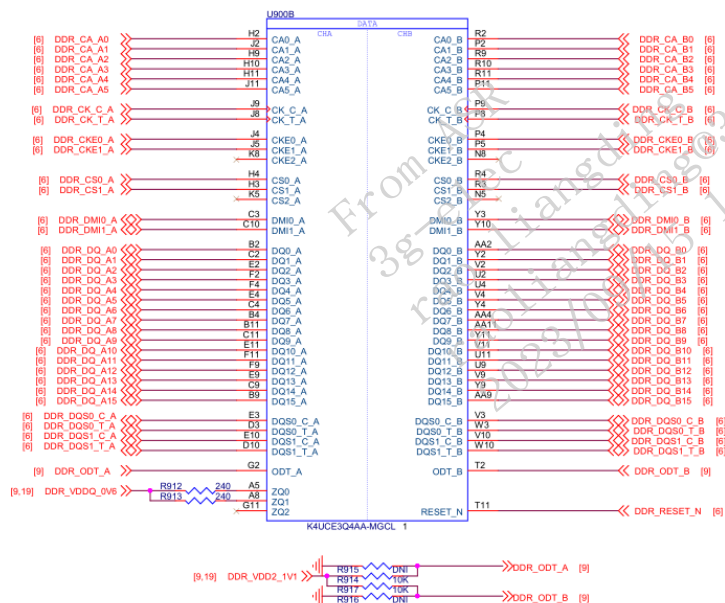 U900B
DATA
CHA CHB
[6] DDR_CA_A0 H2 CA0_A CA0_B R2 DDR_CA_B0 [6]
[6] DDR_CA_A1 J2 CA1_A CA1_B P2 DDR_CA_B1 [6]
[6] DDR_CA_A2 H9 CA2_A CA2_B R9 DDR_CA_B2 [6]
[6] DDR_CA_A3 H10 CA3_A CA3_B R10 DDR_CA_B3 [6]
[6] DDR_CA_A4 H11 CA4_A CA4_B R11 DDR_CA_B4 [6]
[6] DDR_CA_A5 J11 CA5_A CA5_B P11 DDR_CA_B5 [6]
[6] DDR_CK_C_A J9 CK_C_A CK_C_B P9 DDR_CK_C_B [6]
[6] DDR_CK_T_A J8 CK_T_A CK_T_B P8 DDR_CK_T_B [6]
[6] DDR_CKE0_A J4 CKE0_A CKE0_B P4 DDR_CKE0_B [6]
[6] DDR_CKE1_A J5 CKE1_A CKE1_B P5 DDR_CKE1_B [6]
K8 CKE2_A CKE2_B N8
[6] DDR_CS0_A H4 CS0_A CS0_B R4 DDR_CS0_B [6]
[6] DDR_CS1_A H3 CS1_A CS1_B R3 DDR_CS1_B [6]
K5 CS2_A CS2_B N5
[6] DDR_DMI0_A C3 DMI0_A DMI0_B Y3 DDR_DMI0_B [6]
[6] DDR_DMI1_A C10 DMI1_A DMI1_B Y10 DDR_DMI1_B [6]
[6] DDR_DQ_A0 B2 DQ0_A DQ0_B AA2 DDR_DQ_B0 [6]
[6] DDR_DQ_A1 C2 DQ1_A DQ1_B Y2 DDR_DQ_B1 [6]
[6] DDR_DQ_A2 E2 DQ2_A DQ2_B V2 DDR_DQ_B2 [6]
[6] DDR_DQ_A3 F2 DQ3_A DQ3_B U2 DDR_DQ_B3 [6]
[6] DDR_DQ_A4 F4 DQ4_A DQ4_B U4 DDR_DQ_B4 [6]
[6] DDR_DQ_A5 E4 DQ5_A DQ5_B V4 DDR_DQ_B5 [6]
[6] DDR_DQ_A6 C4 DQ6_A DQ6_B Y4 DDR_DQ_B6 [6]
[6] DDR_DQ_A7 B4 DQ7_A DQ7_B AA4 DDR_DQ_B7 [6]
[6] DDR_DQ_A8 B11 DQ8_A DQ8_B AA11 DDR_DQ_B8 [6]
[6] DDR_DQ_A9 C11 DQ9_A DQ9_B Y11 DDR_DQ_B9 [6]
[6] DDR_DQ_A10 E11 DQ10_A DQ10_B V11 DDR_DQ_B10 [6]
[6] DDR_DQ_A11 F11 DQ11_A DQ11_B U11 DDR_DQ_B11 [6]
[6] DDR_DQ_A12 F9 DQ12_A DQ12_B U9 DDR_DQ_B12 [6]
[6] DDR_DQ_A13 E9 DQ13_A DQ13_B V9 DDR_DQ_B13 [6]
[6] DDR_DQ_A14 C9 DQ14_A DQ14_B Y9 DDR_DQ_B14 [6]
[6] DDR_DQ_A15 B9 DQ15_A DQ15_B AA9 DDR_DQ_B15 [6]
[6] DDR_DQS0_C_A E3 DQS0_C_A DQS0_C_B V3 DDR_DQS0_C_B [6]
[6] DDR_DQS0_T_A D3 DQS0_T_A DQS0_T_B W3 DDR_DQS0_T_B [6]
[6] DDR_DQS1_C_A E10 DQS1_C_A DQS1_C_B V10 DDR_DQS1_C_B [6]
[6] DDR_DQS1_T_A D10 DQS1_T_A DQS1_T_B W10 DDR_DQS1_T_B [6]
[9] DDR_ODT_A G2 ODT_A ODT_B T2 DDR_ODT_B [9]
[9,19] DDR_VDDQ_0V6 R912 240 A5 ZQ0
R913 240 A8 ZQ1
G11 ZQ2 RESET_N T11 DDR_RESET_N [6]
K4UCE3Q4AA-MGCL 1
R915 DNI DDR_ODT_A [9]
[9,19] DDR_VDD2_1V1 R914 10K
R917 10K
R916 DNI DDR_ODT_B [9]
From ASR
3g-elec